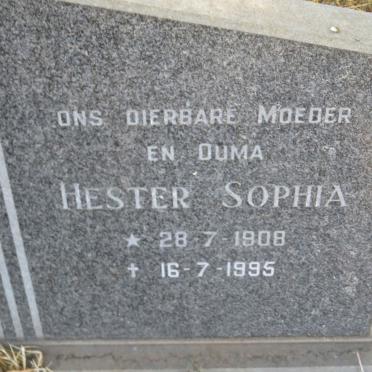 ONS DIERBARE MOEDER
EN OUMA
HESTER SOPHIA
★ 28-7-1908
✝ 16-7-1995